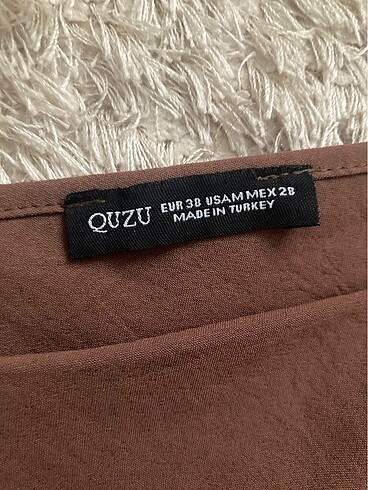 QUZU
EUR 38 USAM MEX 28
MADE IN TURKEY